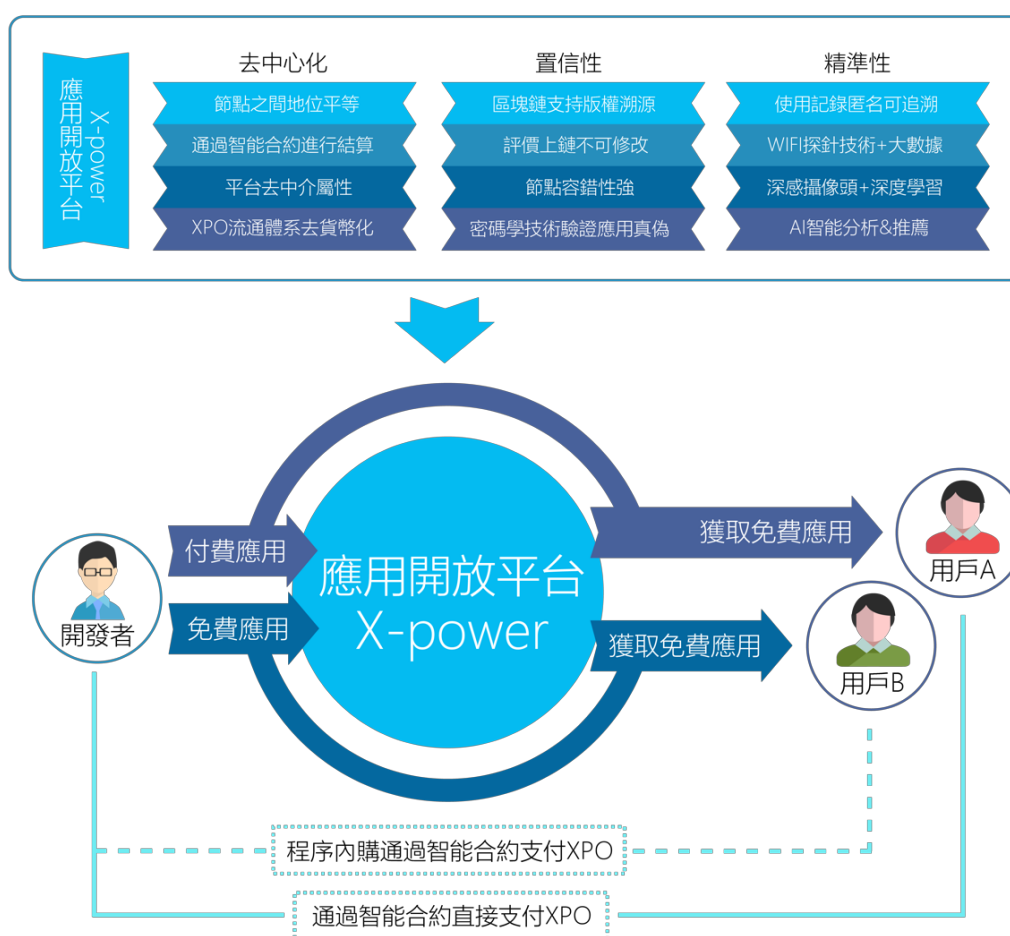 X-power
應用開放平台
去中心化
節點之間地位平等
通過智能合約進行結算
平台去中介屬性
XPO流通體系去貨幣化
置信性
區塊鏈支持版權溯源
評價上鏈不可修改
節點容錯性強
密碼學技術驗證應用真偽
精準性
使用記錄匿名可追溯
WIFI探針技術+大數據
深感攝像頭+深度學習
AI智能分析&推薦
開發者
付費應用
免費應用
應用開放平台
X-power
獲取免費應用
用戶A
獲取免費應用
用戶B
程序內購通過智能合約支付XPO
通過智能合約直接支付XPO